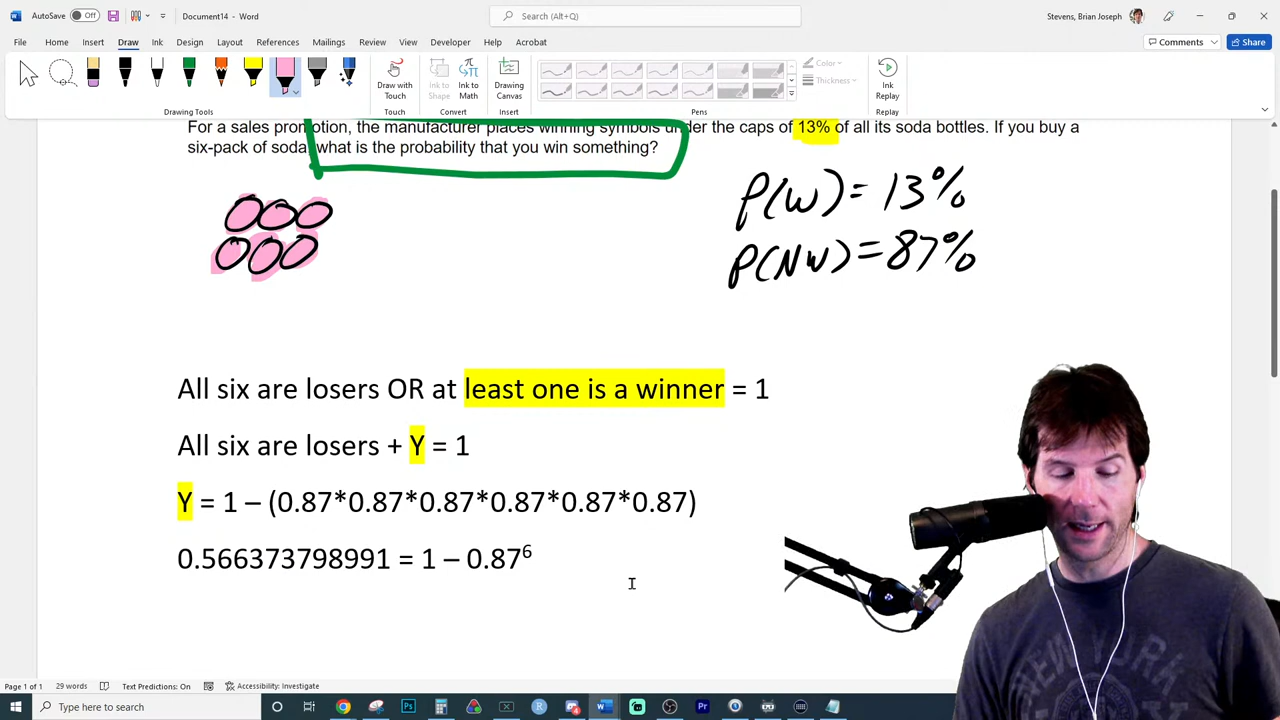 AutoSave Off Document14 - Word Search (Alt+Q) Stevens, Brian Joseph
File Home Insert Draw Ink Design Layout References Mailings Review View Developer Help Acrobat Comments Share
Draw with Touch Ink to Shape Ink to Math Drawing Canvas Color Thickness Ink Replay
Drawing Tools Touch Convert Insert Pens Replay
For a sales promotion, the manufacturer places winning symbols under the caps of 13% of all its soda bottles. If you buy a
six-pack of soda, what is the probability that you win something?
P(W) = 13%
P(NW) = 87%
All six are losers OR at least one is a winner = 1
All six are losers + Y = 1
Y = 1 – (0.87*0.87*0.87*0.87*0.87*0.87)
0.566373798991 = 1 – 0.87⁶
NEW YORK
Page 1 of 1 29 words Text Predictions: On Accessibility: Investigate
Type here to search